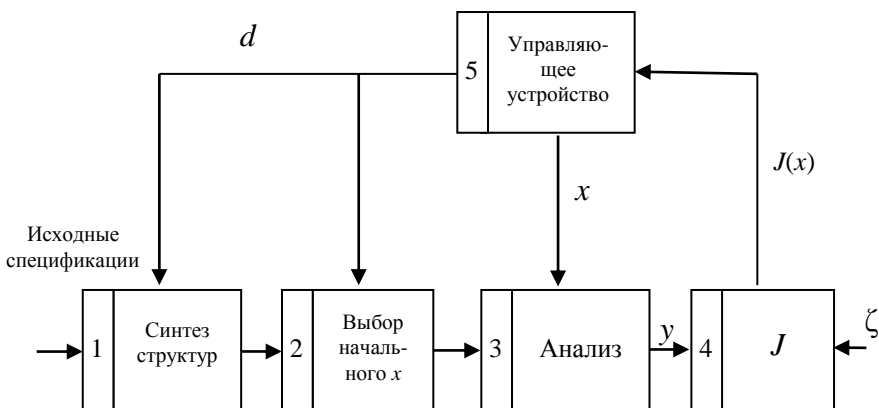 d
5
Управляю-
щее
устройство
J(x)
x
Исходные
спецификации
1
Синтез
структур
2
Выбор
началь-
ного x
3
Анализ
y
4
J
ζ